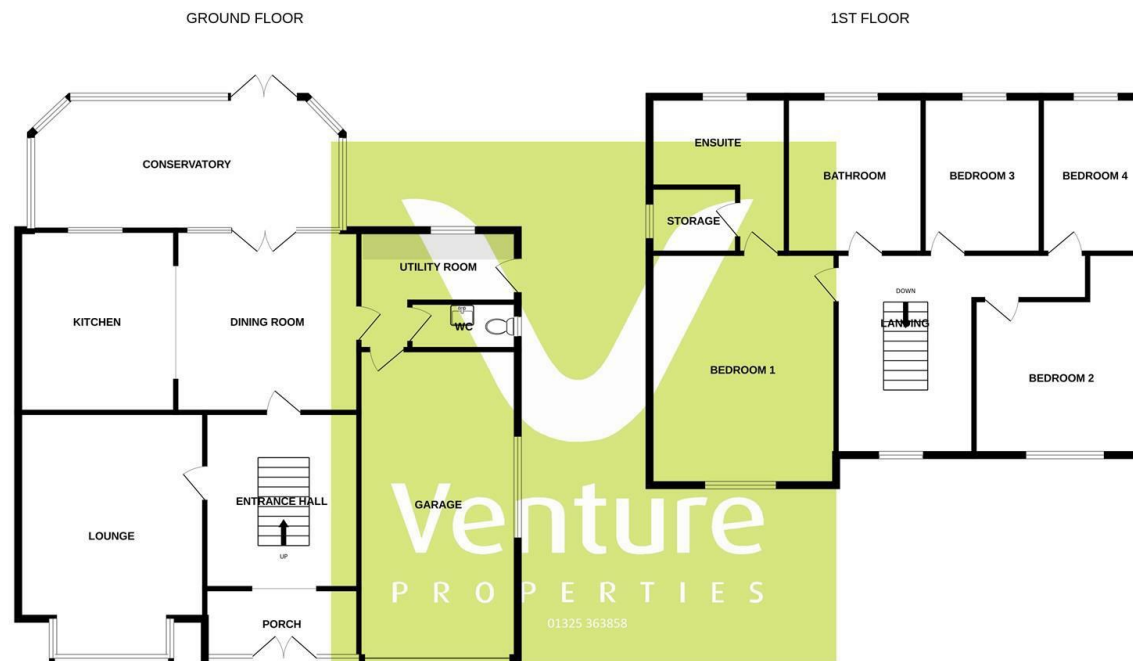 GROUND FLOOR
1ST FLOOR
CONSERVATORY
KITCHEN
DINING ROOM
UTILITY ROOM
WC
LOUNGE
ENTRANCE HALL
UP
GARAGE
PORCH
ENSUITE
BATHROOM
BEDROOM 3
BEDROOM 4
STORAGE
DOWN
LANDING
BEDROOM 1
BEDROOM 2
Venture
PROPERTIES
01325 363858